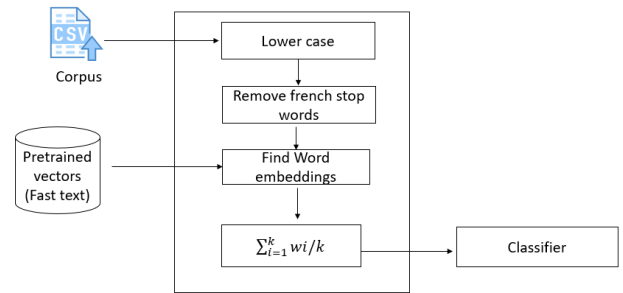 CSV
Corpus
Lower case
Remove french stop
words
Pretrained
vectors
(Fast text)
Find Word
embeddings
∑_{i=1}^{k} wi/k
Classifier